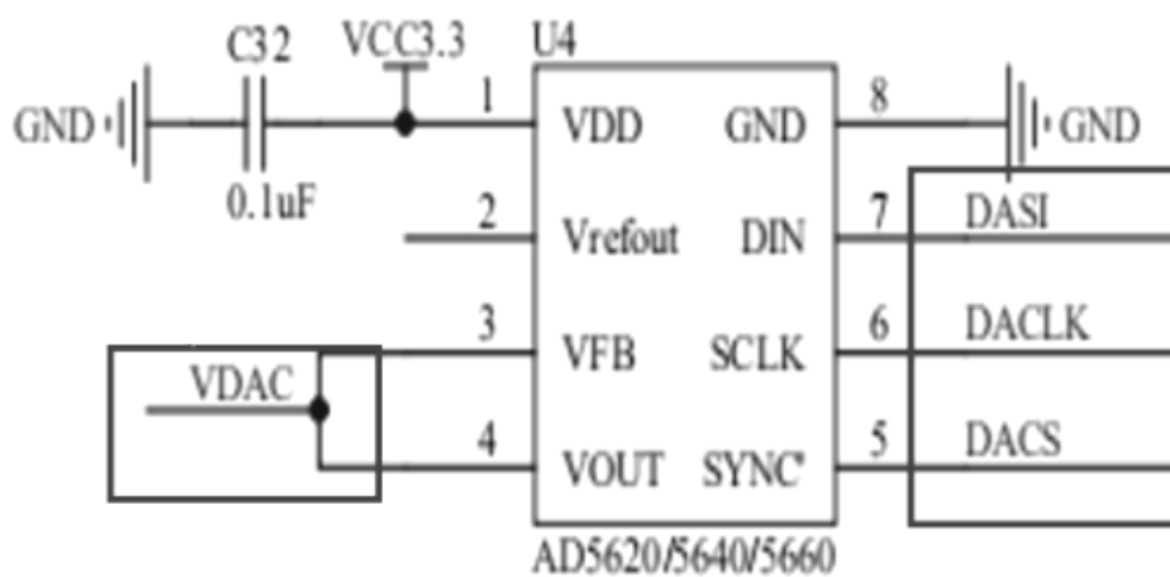 C32 VCC3.3 U4
1 8
GND VDD GND GND
0.1uF
2 7 DASI
Vrefout DIN
3 6 DACLK
VFB SCLK
VDAC
4 5 DACS
VOUT SYNC'
AD5620/5640/5660